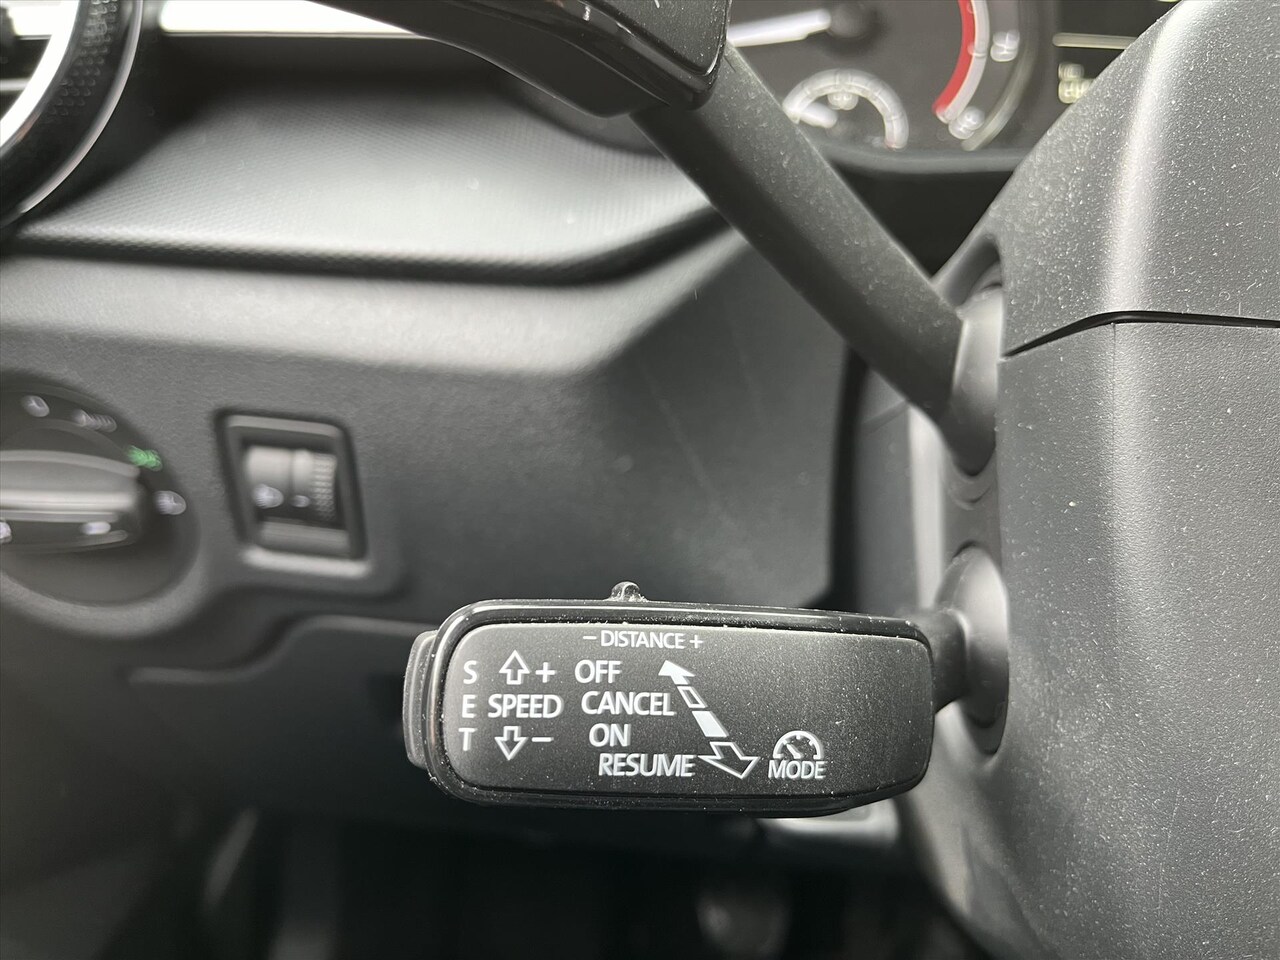 − DISTANCE +
S + OFF
E SPEED CANCEL
T − ON
RESUME MODE